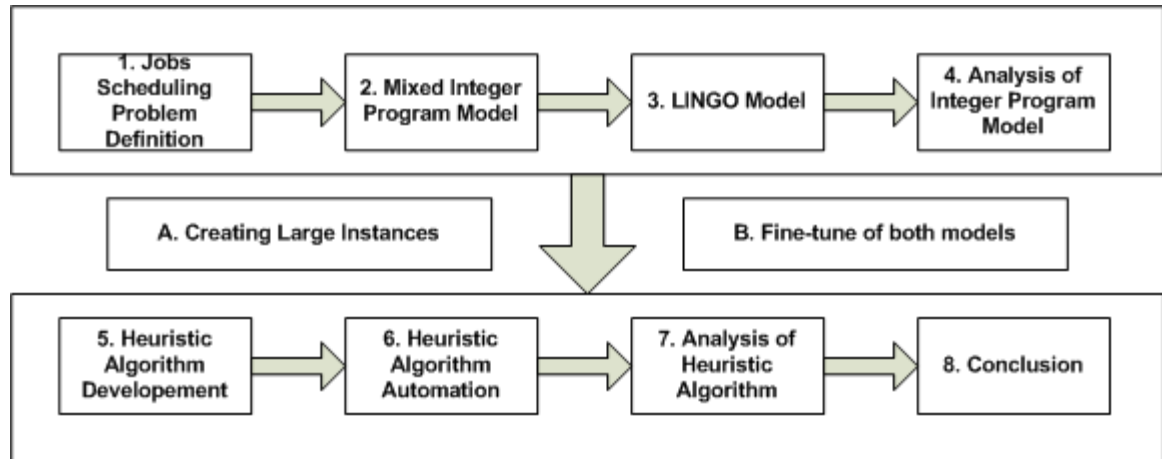 1. Jobs
Scheduling
Problem
Definition
2. Mixed Integer
Program Model
3. LINGO Model
4. Analysis of
Integer Program
Model
A. Creating Large Instances
B. Fine-tune of both models
5. Heuristic
Algorithm
Developement
6. Heuristic
Algorithm
Automation
7. Analysis of
Heuristic
Algorithm
8. Conclusion